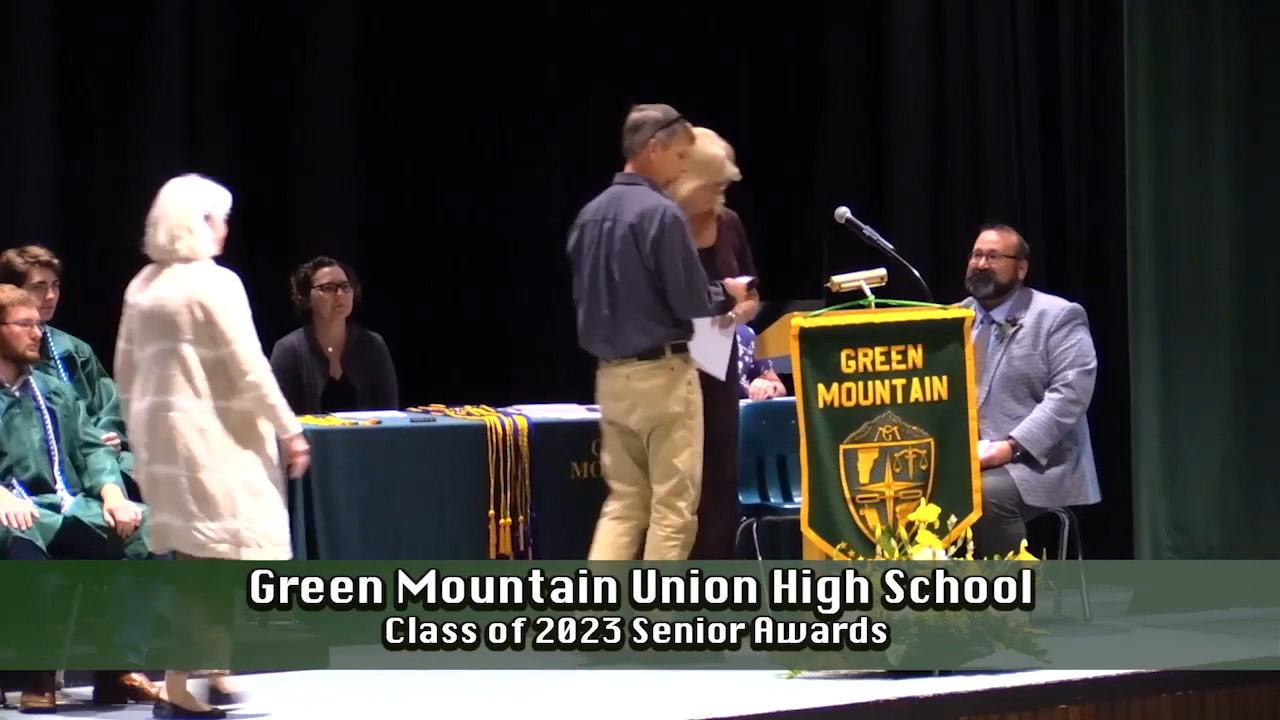 GREEN
MOUNTAIN
Green Mountain Union High School
Class of 2023 Senior Awards